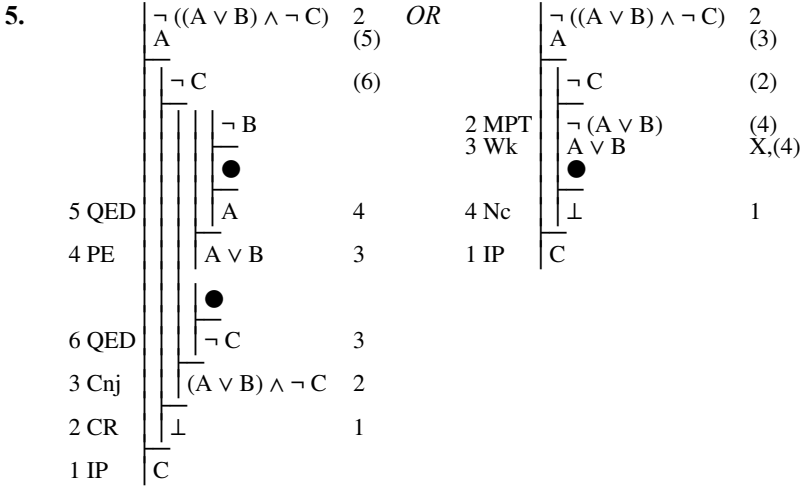 5.
¬ ((A ∨ B) ∧ ¬ C) 2
A (5)
¬ C (6)
¬ B
●
5 QED A 4
4 PE A ∨ B 3
●
6 QED ¬ C 3
3 Cnj (A ∨ B) ∧ ¬ C 2
2 CR ⊥ 1
1 IP C
OR
¬ ((A ∨ B) ∧ ¬ C) 2
A (3)
¬ C (2)
2 MPT ¬ (A ∨ B) (4)
3 Wk A ∨ B X,(4)
●
4 Nc ⊥ 1
1 IP C